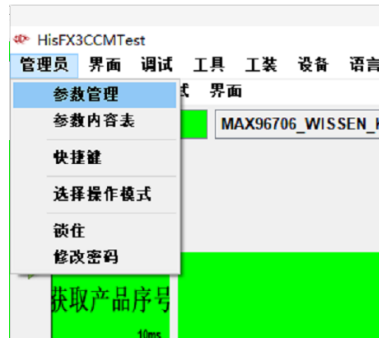 HisFX3CCMTest
管理员 界面 调试 工具 工装 设备 语言
参数管理
界面
参数内容表
MAX96706_WISSEN_
快捷键
选择操作模式
锁住
修改密码
获取产品序号
10ms